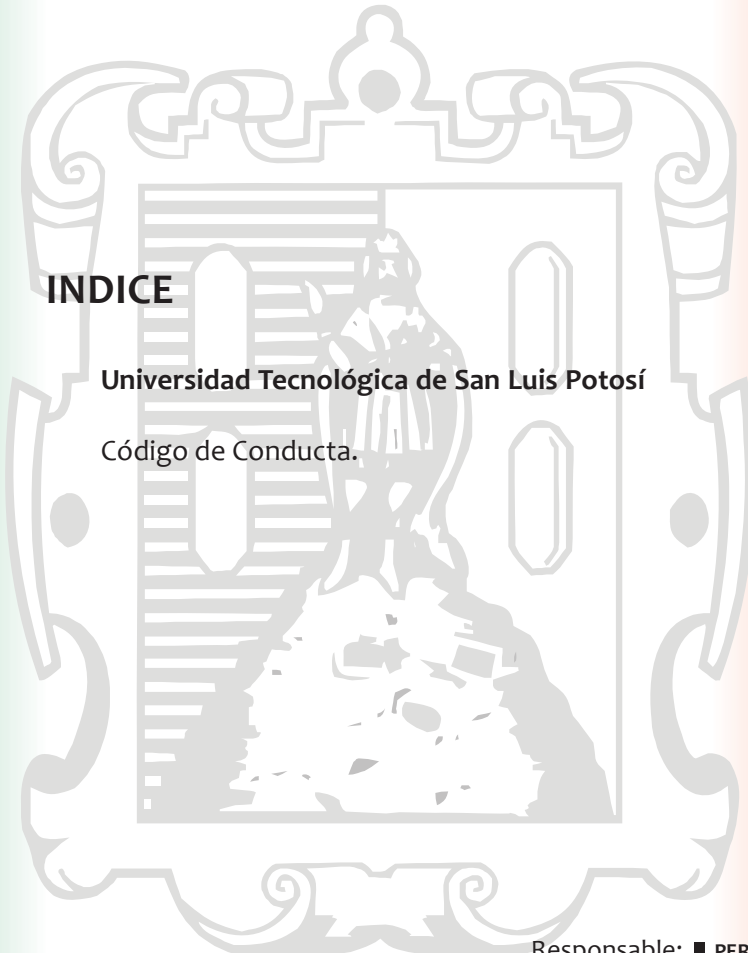 INDICE
Universidad Tecnológica de San Luis Potosí
Código de Conducta.
Responsable: